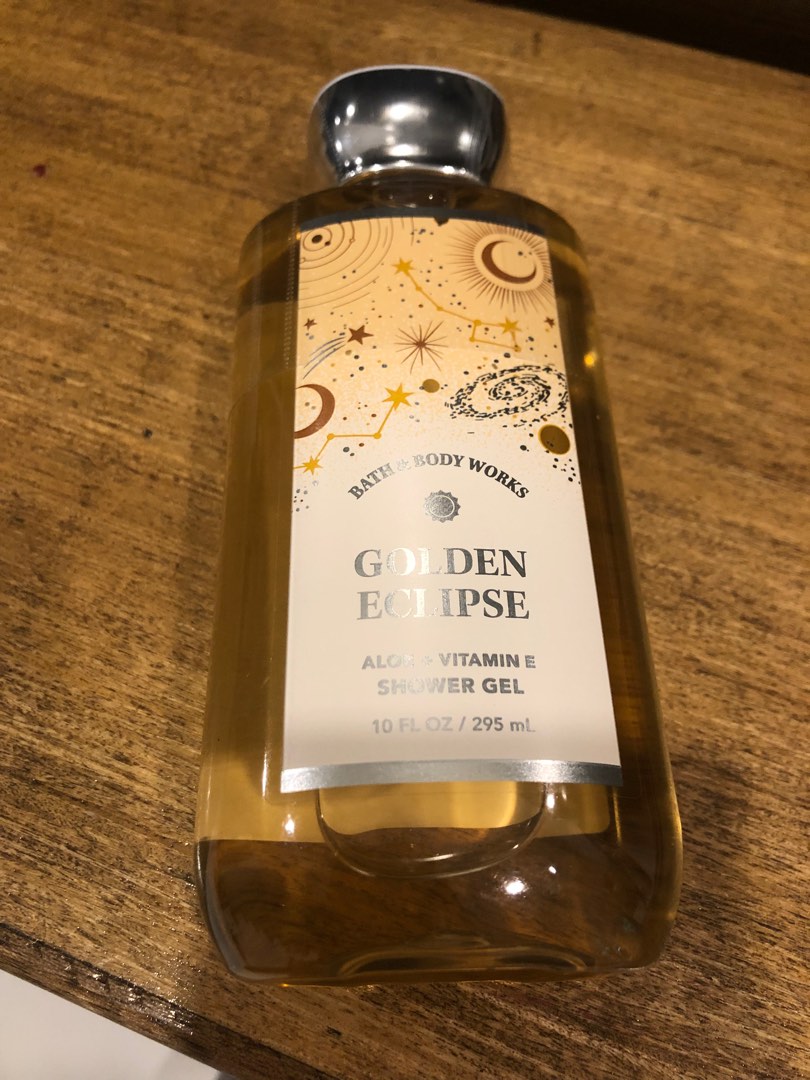 BATH & BODY WORKS
GOLDEN
ECLIPSE
ALOE + VITAMIN E
SHOWER GEL
10 FL OZ / 295 mL